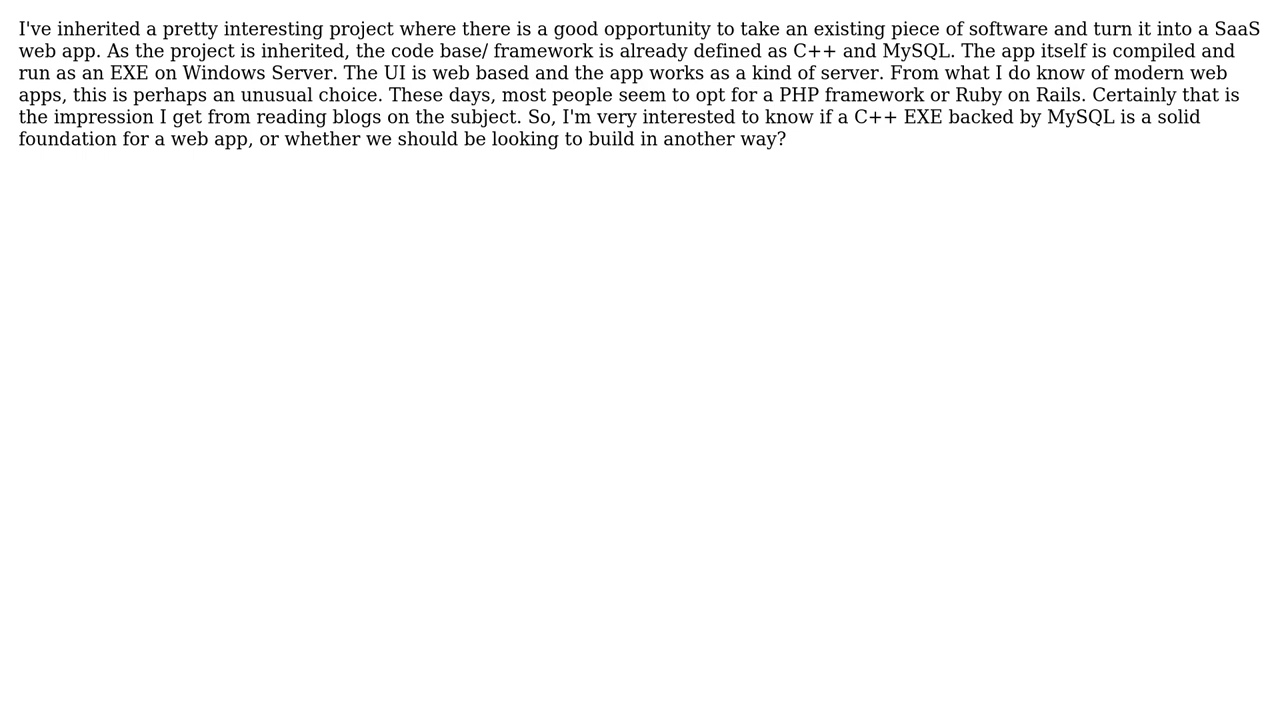 I've inherited a pretty interesting project where there is a good opportunity to take an existing piece of software and turn it into a SaaS
web app. As the project is inherited, the code base/ framework is already defined as C++ and MySQL. The app itself is compiled and
run as an EXE on Windows Server. The UI is web based and the app works as a kind of server. From what I do know of modern web
apps, this is perhaps an unusual choice. These days, most people seem to opt for a PHP framework or Ruby on Rails. Certainly that is
the impression I get from reading blogs on the subject. So, I'm very interested to know if a C++ EXE backed by MySQL is a solid
foundation for a web app, or whether we should be looking to build in another way?